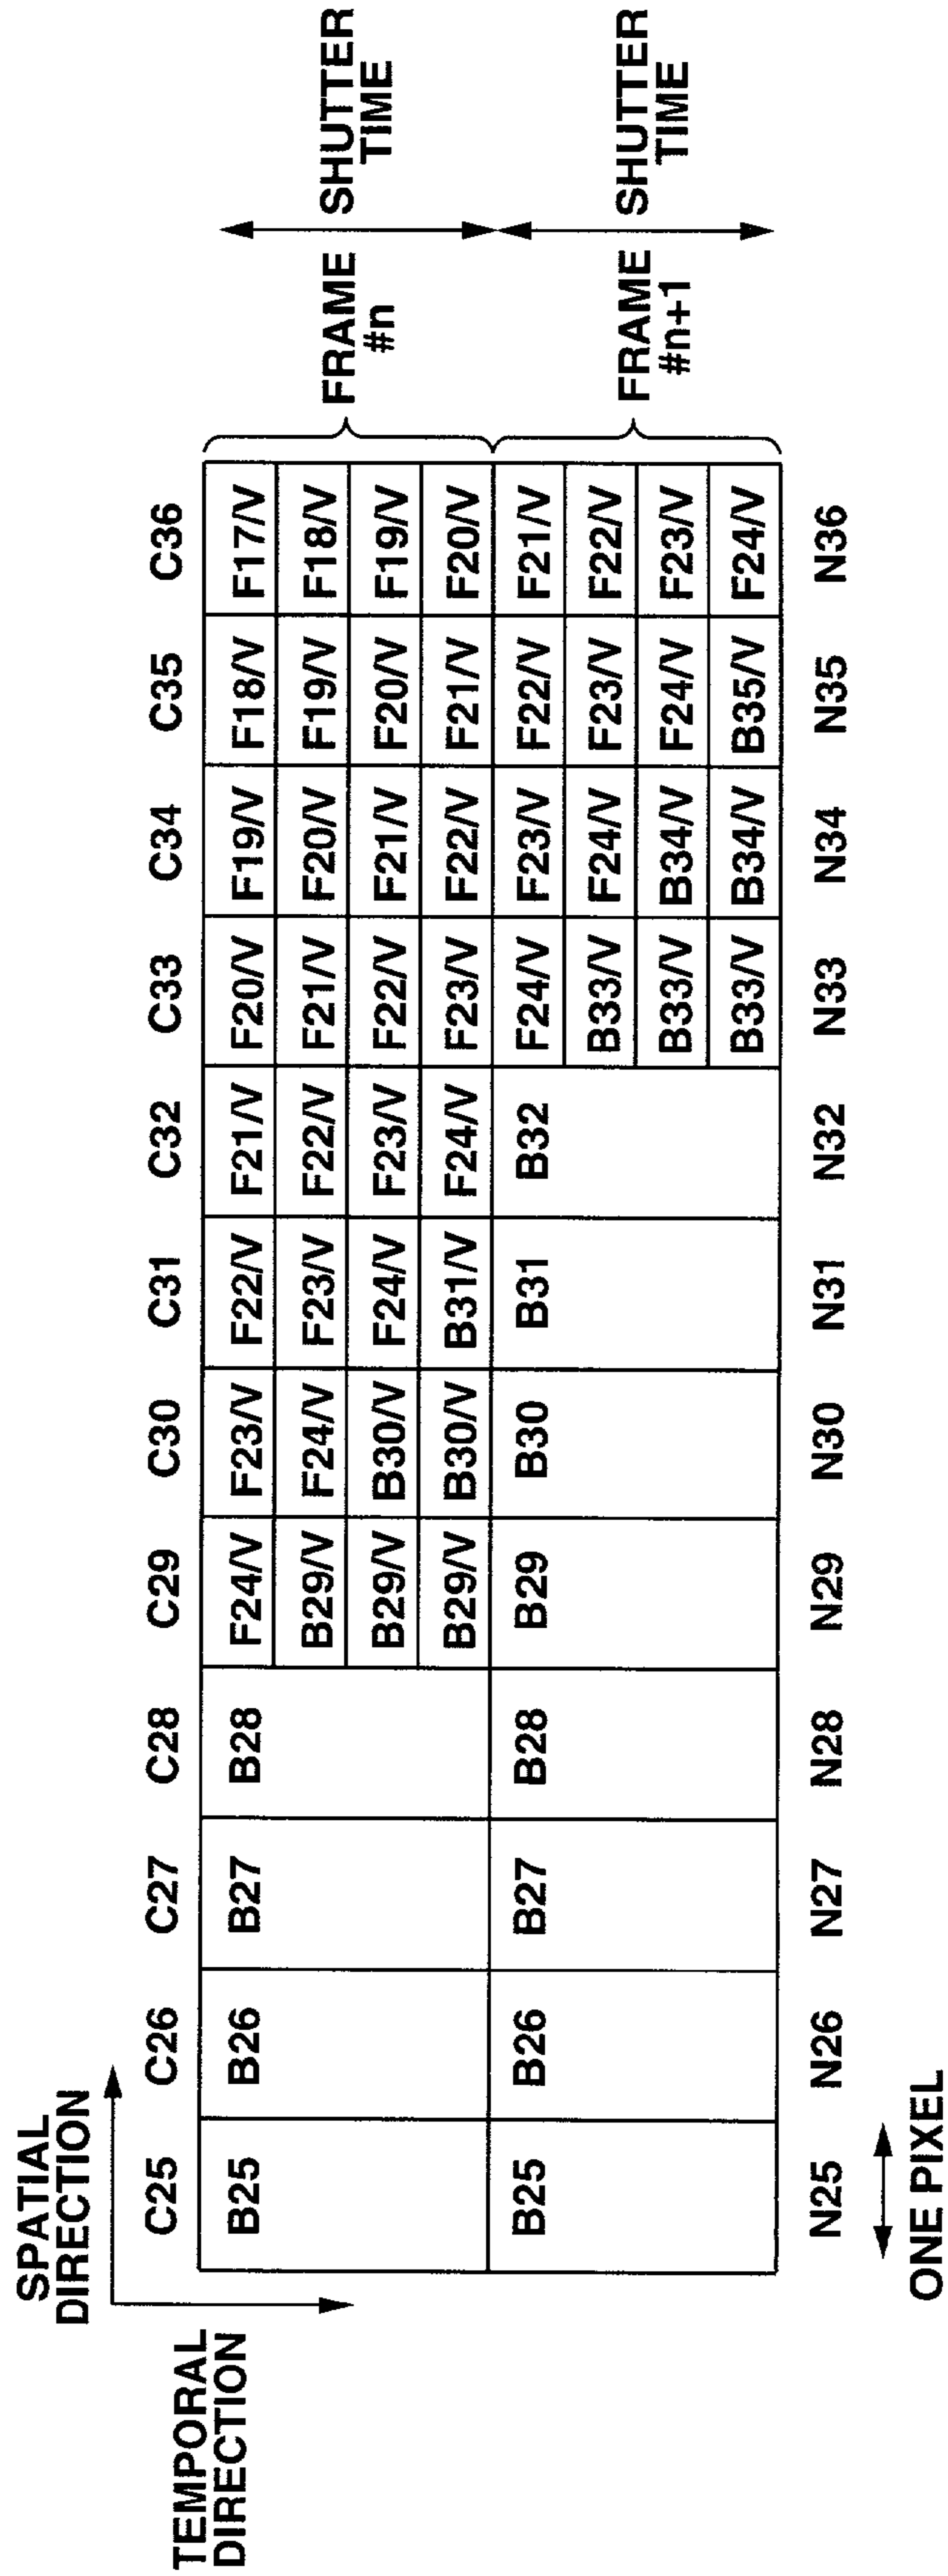 SPATIAL
DIRECTION
TEMPORAL
DIRECTION
C25 C26 C27 C28 C29 C30 C31 C32 C33 C34 C35 C36
B25 B26 B27 B28 F24/V F23/V F22/V F21/V F20/V F19/V F18/V F17/V
B29/V F24/V F23/V F22/V F21/V F20/V F19/V F18/V
B29/V B30/V F24/V F23/V F22/V F21/V F20/V F19/V
B29/V B30/V B31/V F24/V F23/V F22/V F21/V F20/V
FRAME
#n
SHUTTER
TIME
B25 B26 B27 B28 B29 B30 B31 B32 F24/V F23/V F22/V F21/V
B33/V F24/V F23/V F22/V
B33/V B34/V F24/V F23/V
B33/V B34/V B35/V F24/V
FRAME
#n+1
SHUTTER
TIME
N25 N26 N27 N28 N29 N30 N31 N32 N33 N34 N35 N36
ONE PIXEL